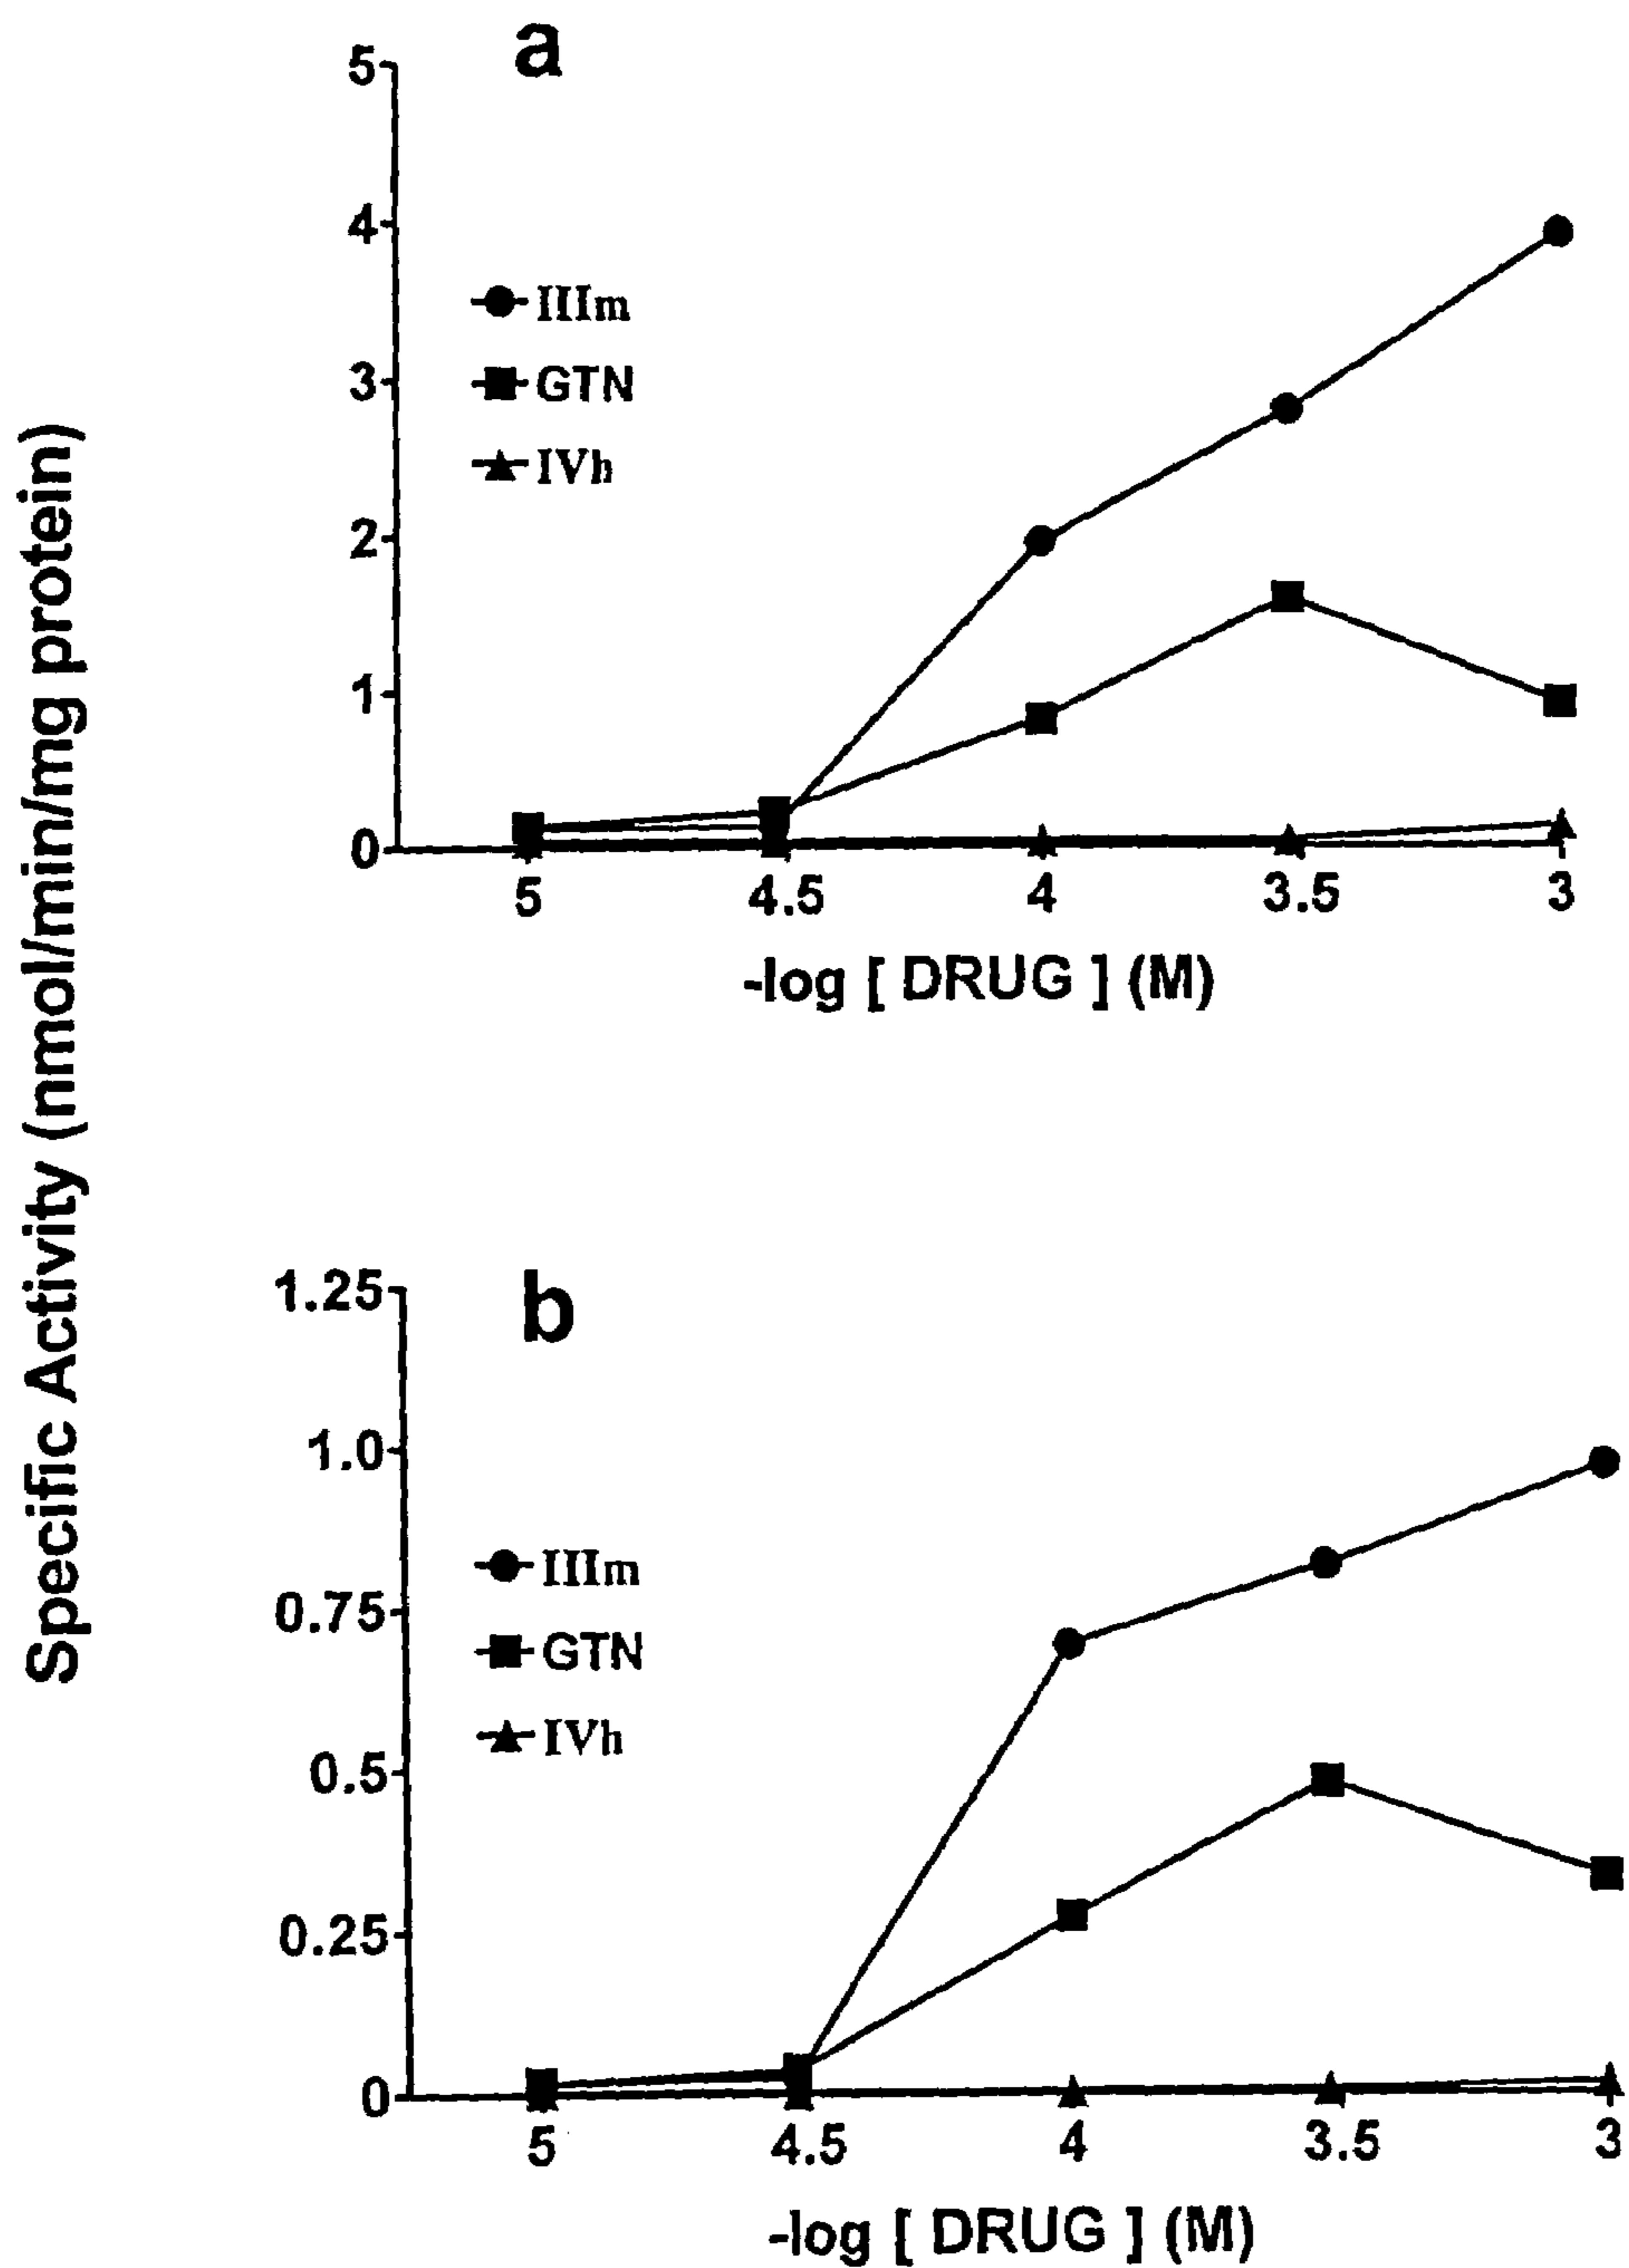 Specific Activity (nmol/min/mg protein)
a
5
4
3
2
1
0
IIIm
GTN
IVh
5 4.5 4 3.5 3
-log [ DRUG ] (M)
b
1.25
1.0
0.75
0.5
0.25
0
IIIm
GTN
IVh
5 4.5 4 3.5 3
-log [ DRUG ] (M)